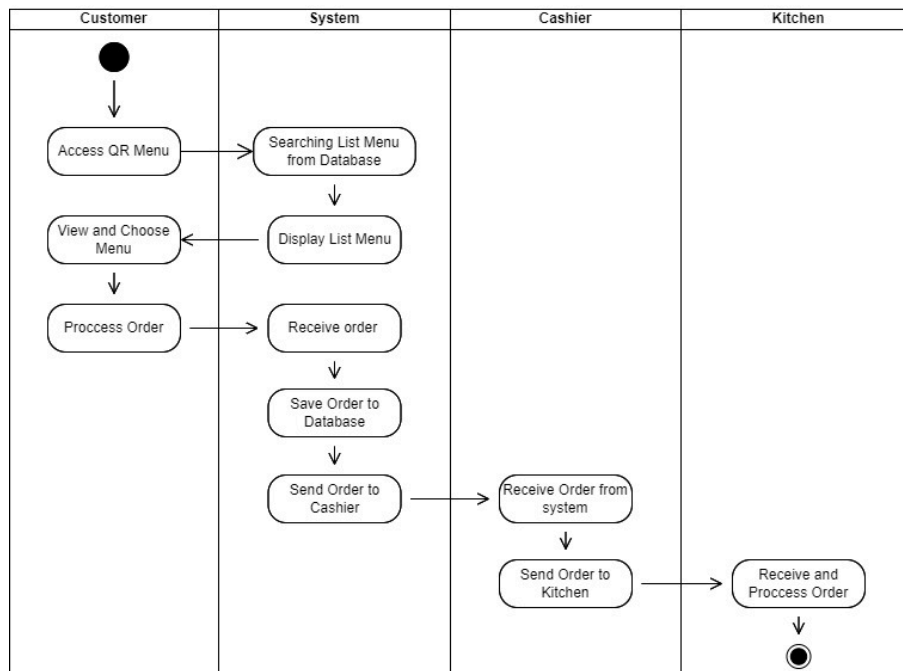 Customer
System
Cashier
Kitchen
Access QR Menu
Searching List Menu
from Database
View and Choose
Menu
Display List Menu
Proccess Order
Receive order
Save Order to
Database
Send Order to
Cashier
Receive Order from
system
Send Order to
Kitchen
Receive and
Proccess Order